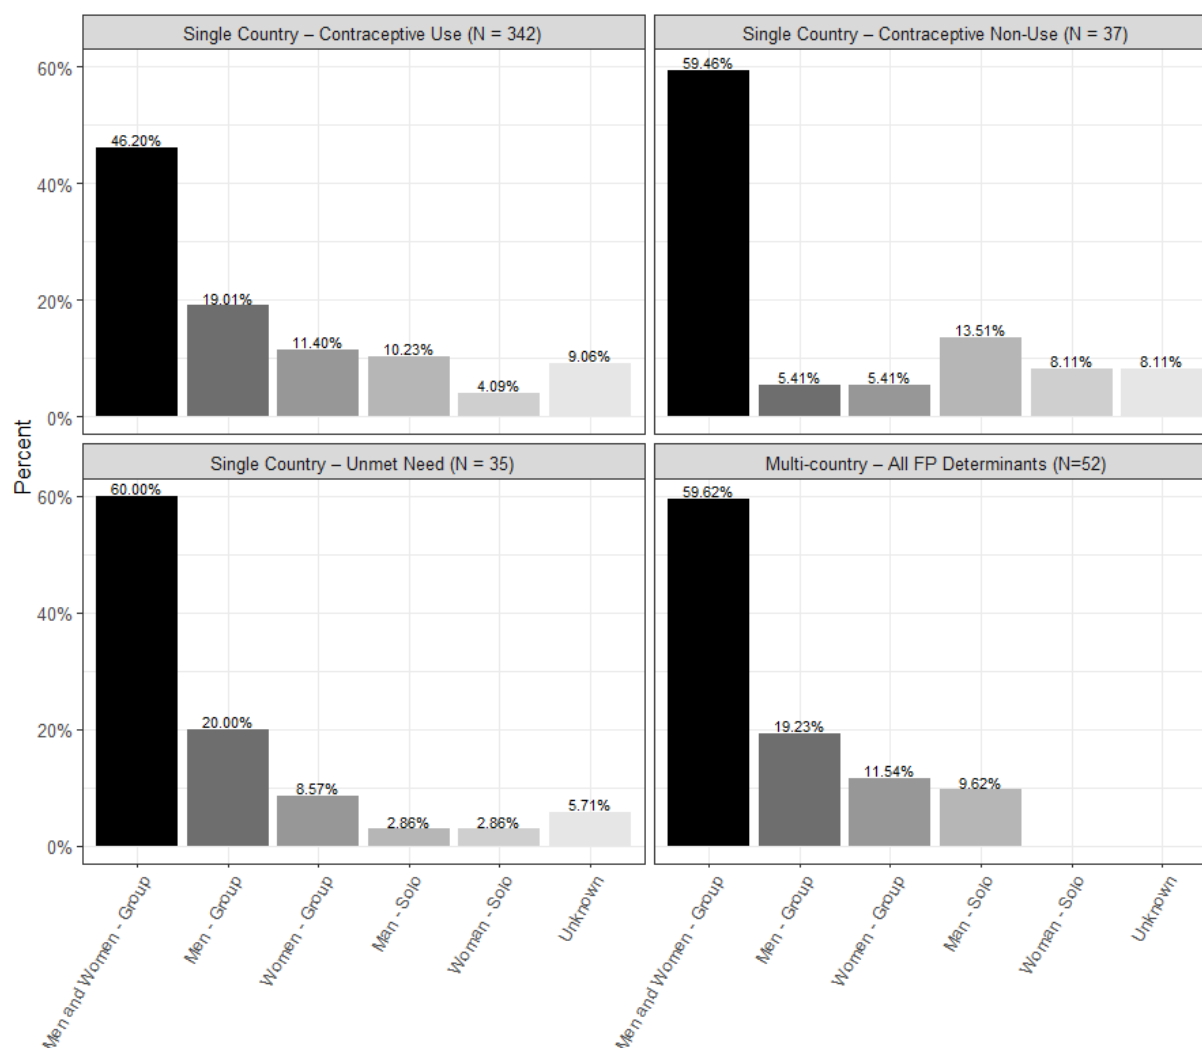 Single Country – Contraceptive Use (N = 342)
Single Country – Contraceptive Non-Use (N = 37)
60%
40%
20%
0%
46.20%
19.01%
11.40%
10.23%
4.09%
9.06%
59.46%
5.41%
5.41%
13.51%
8.11%
8.11%
Percent
Single Country – Unmet Need (N = 35)
Multi-country – All FP Determinants (N=52)
60%
40%
20%
0%
60.00%
20.00%
8.57%
2.86%
2.86%
5.71%
59.62%
19.23%
11.54%
9.62%
Men and Women - Group
Men - Group
Women - Group
Man - Solo
Woman - Solo
Unknown
Men and Women - Group
Men - Group
Women - Group
Man - Solo
Woman - Solo
Unknown